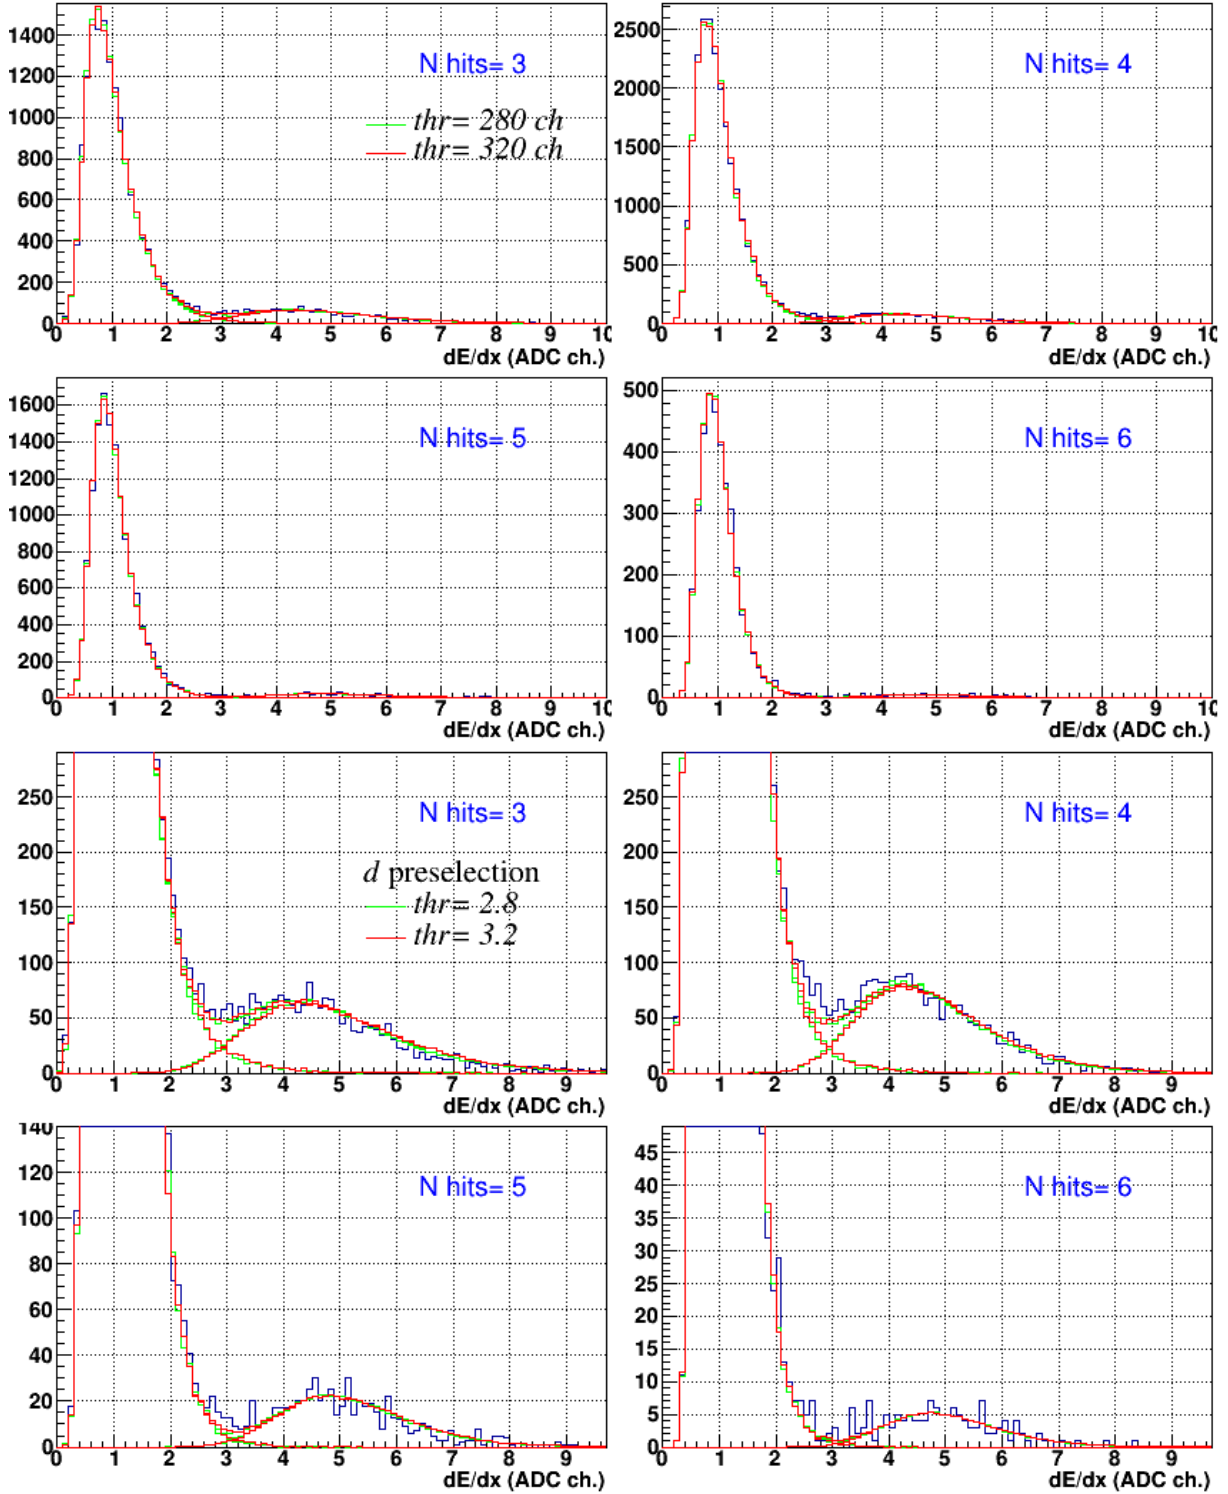 1400
1200
1000
800
600
400
200
0
N hits= 3
thr= 280 ch
thr= 320 ch
0 1 2 3 4 5 6 7 8 9 10
dE/dx (ADC ch.)
2500
2000
1500
1000
500
0
N hits= 4
0 1 2 3 4 5 6 7 8 9 10
dE/dx (ADC ch.)
1600
1400
1200
1000
800
600
400
200
0
N hits= 5
0 1 2 3 4 5 6 7 8 9 10
dE/dx (ADC ch.)
500
400
300
200
100
0
N hits= 6
0 1 2 3 4 5 6 7 8 9 10
dE/dx (ADC ch.)
250
200
150
100
50
0
N hits= 3
d preselection
thr= 2.8
thr= 3.2
0 1 2 3 4 5 6 7 8 9
dE/dx (ADC ch.)
250
200
150
100
50
0
N hits= 4
0 1 2 3 4 5 6 7 8 9
dE/dx (ADC ch.)
140
120
100
80
60
40
20
0
N hits= 5
0 1 2 3 4 5 6 7 8 9
dE/dx (ADC ch.)
45
40
35
30
25
20
15
10
5
0
N hits= 6
0 1 2 3 4 5 6 7 8 9
dE/dx (ADC ch.)